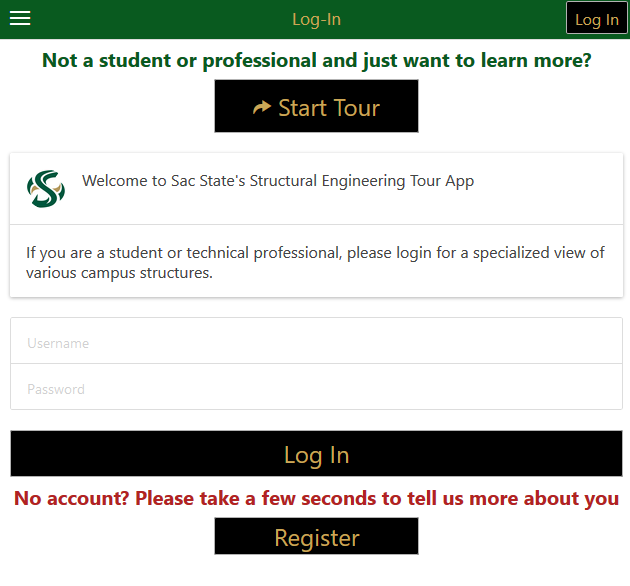 Log-In
Log In
Not a student or professional and just want to learn more?
Start Tour
Welcome to Sac State's Structural Engineering Tour App
If you are a student or technical professional, please login for a specialized view of
various campus structures.
Username
Password
Log In
No account? Please take a few seconds to tell us more about you
Register